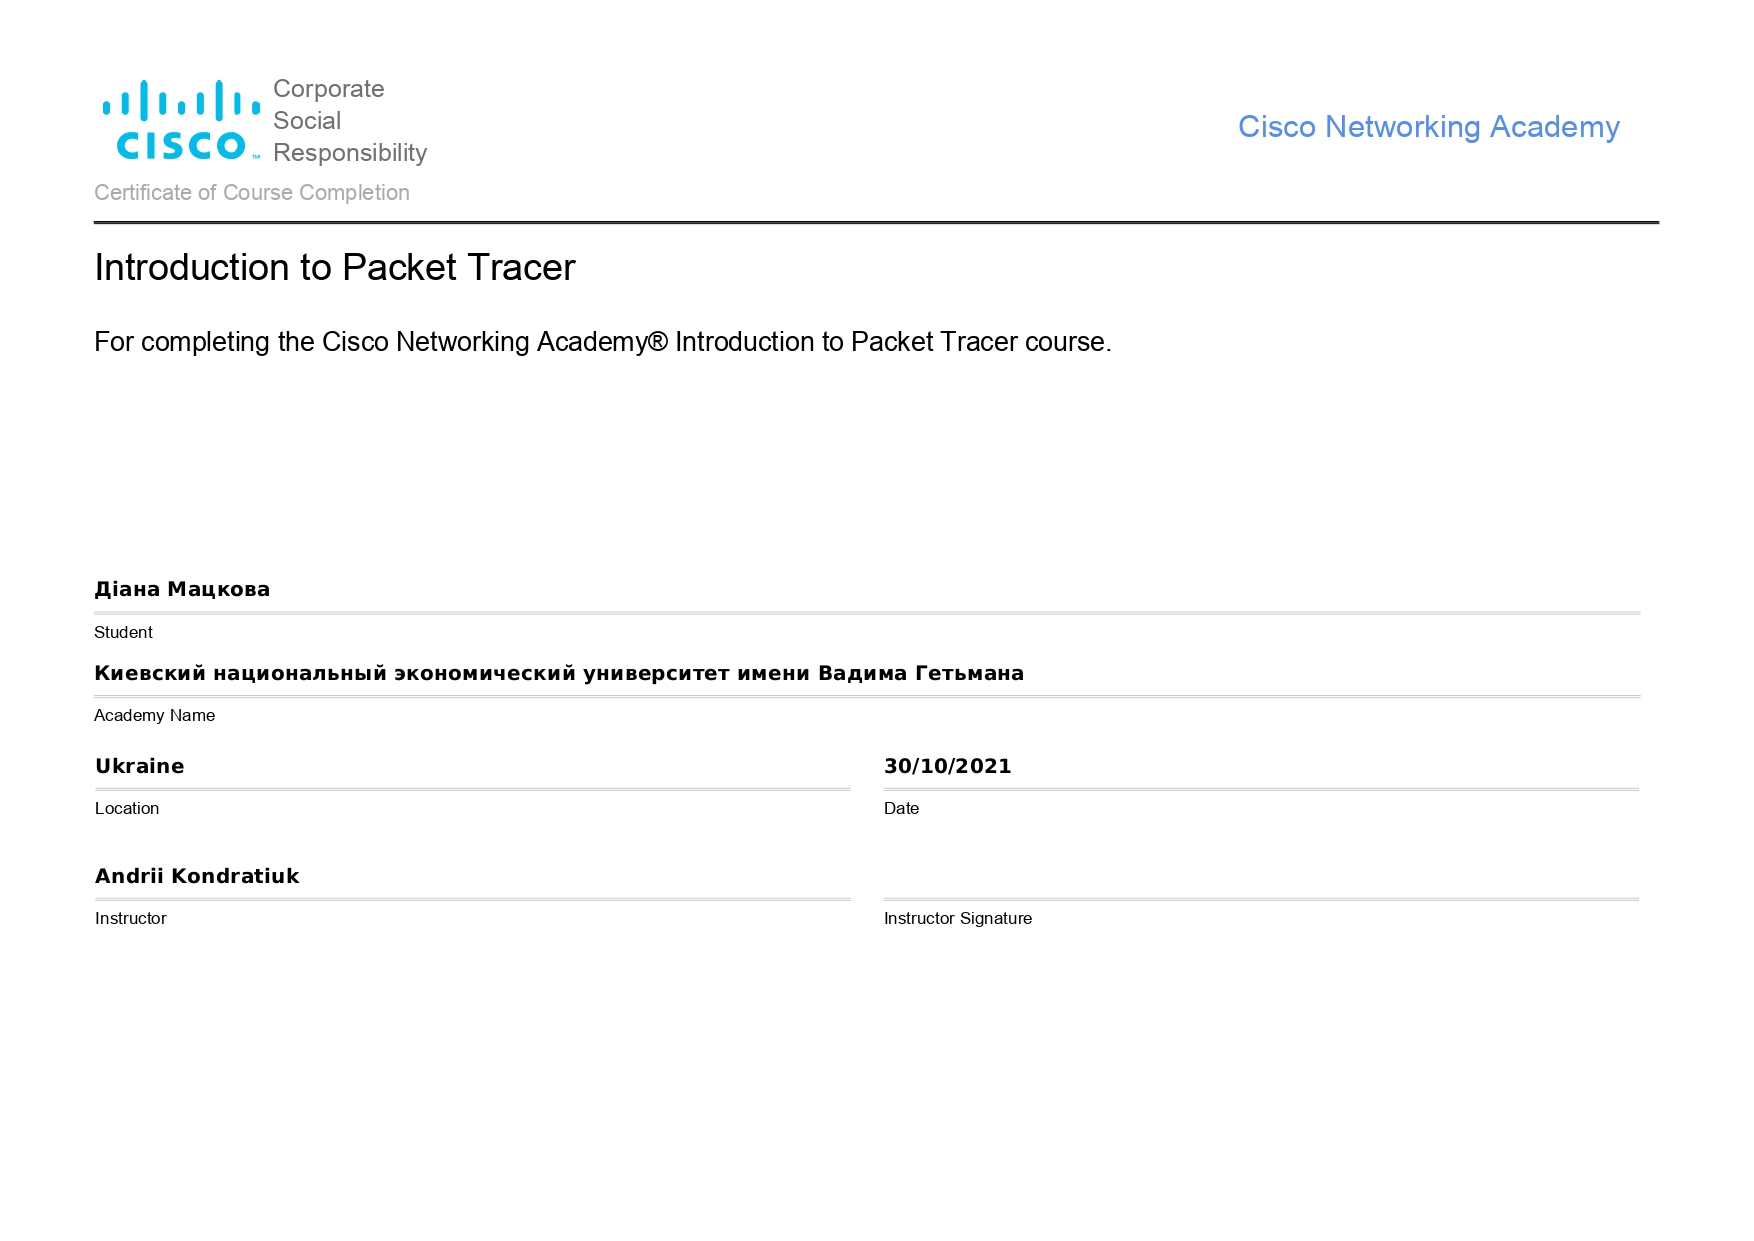 Corporate
Social
Responsibility
CISCO™
Cisco Networking Academy
Certificate of Course Completion
Introduction to Packet Tracer
For completing the Cisco Networking Academy® Introduction to Packet Tracer course.
Діана Мацкова
Student
Киевский национальный экономический университет имени Вадима Гетьмана
Academy Name
Ukraine
30/10/2021
Location
Date
Andrii Kondratiuk
Instructor
Instructor Signature